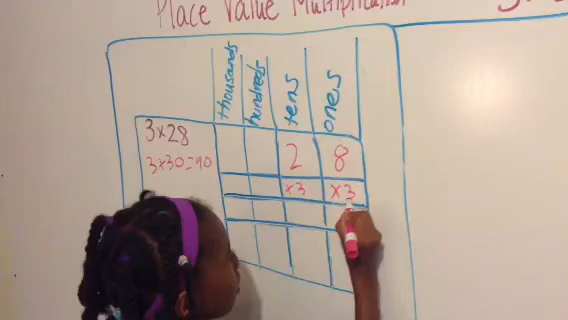 Place Value Multiplication
thousands hundreds tens ones
3x28
3x30=90
2 8
x3 x3